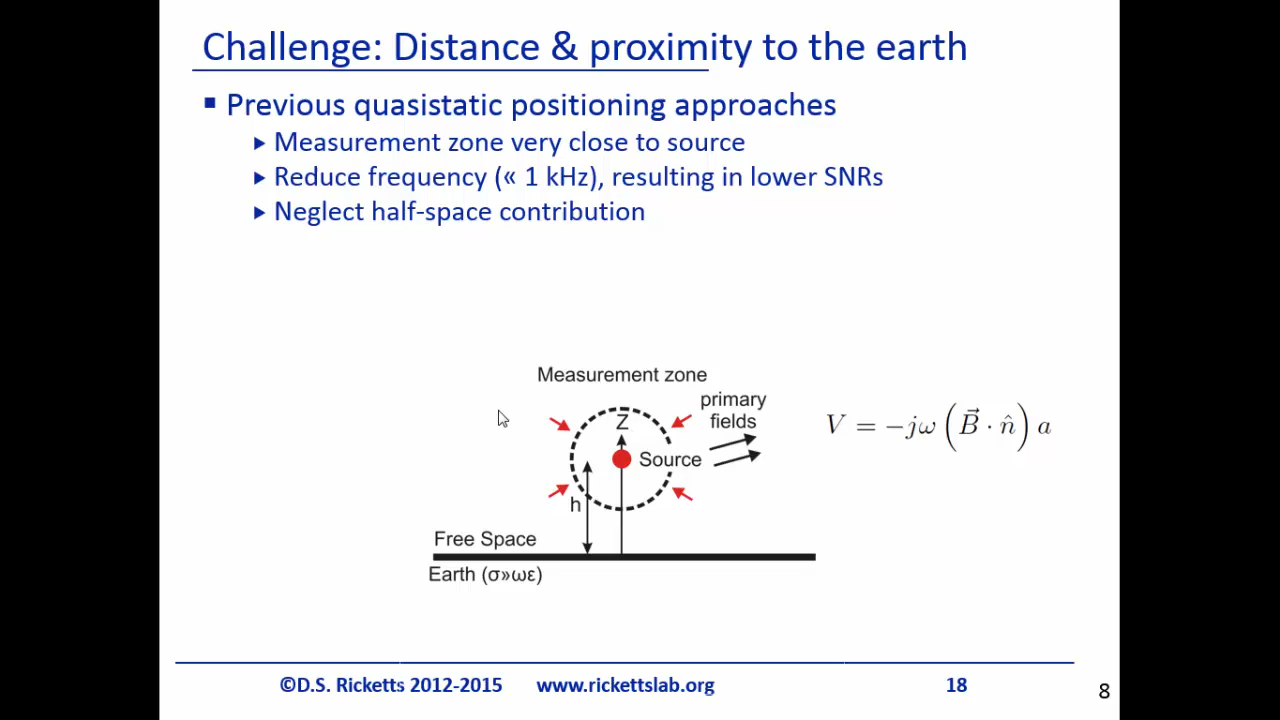 Challenge: Distance & proximity to the earth
▪ Previous quasistatic positioning approaches
▸ Measurement zone very close to source
▸ Reduce frequency (« 1 kHz), resulting in lower SNRs
▸ Neglect half-space contribution
Measurement zone
primary
fields
Z
Source
h
V = −jω (B⃗ · n̂) a
Free Space
Earth (σ»ωε)
©D.S. Ricketts 2012-2015 www.rickettslab.org 18
8